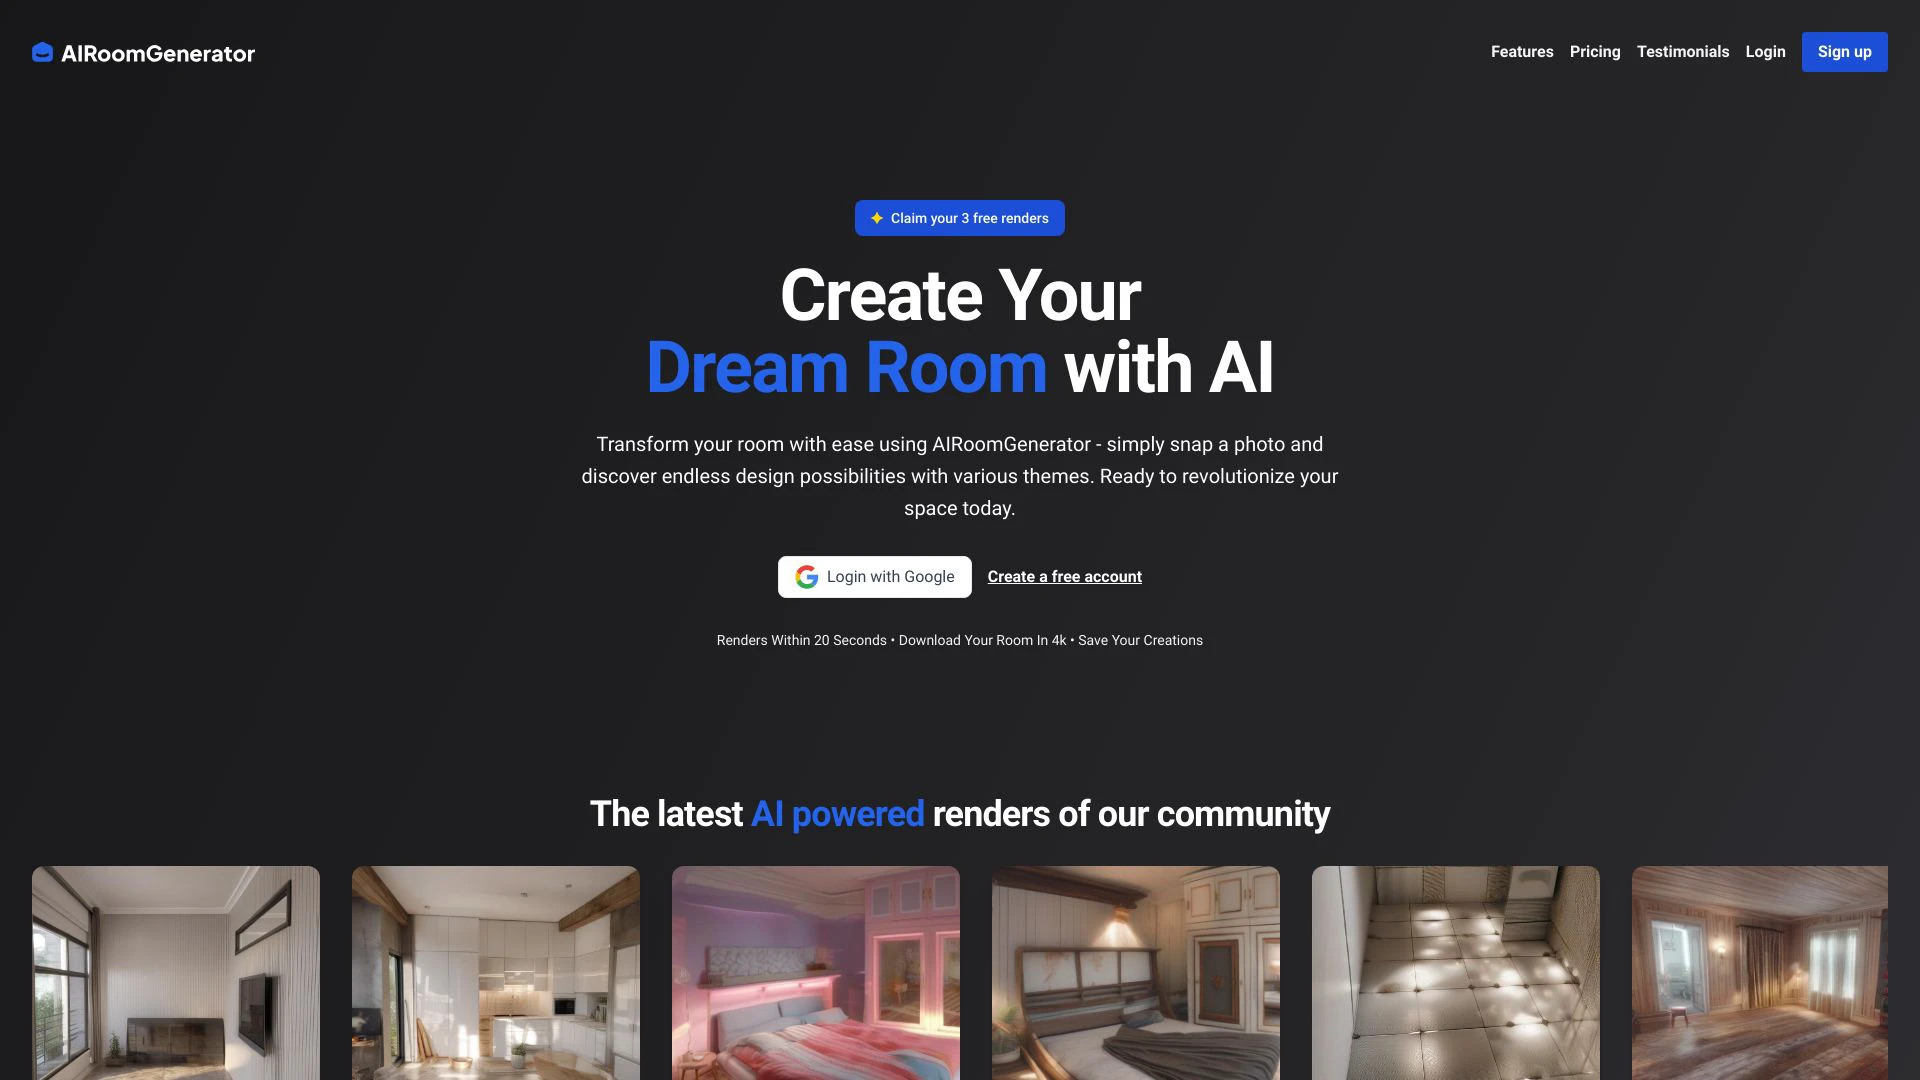 AIRoomGenerator
Features Pricing Testimonials Login Sign up
Claim your 3 free renders
Create Your
Dream Room with AI
Transform your room with ease using AIRoomGenerator - simply snap a photo and
discover endless design possibilities with various themes. Ready to revolutionize your
space today.
Login with Google Create a free account
Renders Within 20 Seconds • Download Your Room In 4k • Save Your Creations
The latest AI powered renders of our community